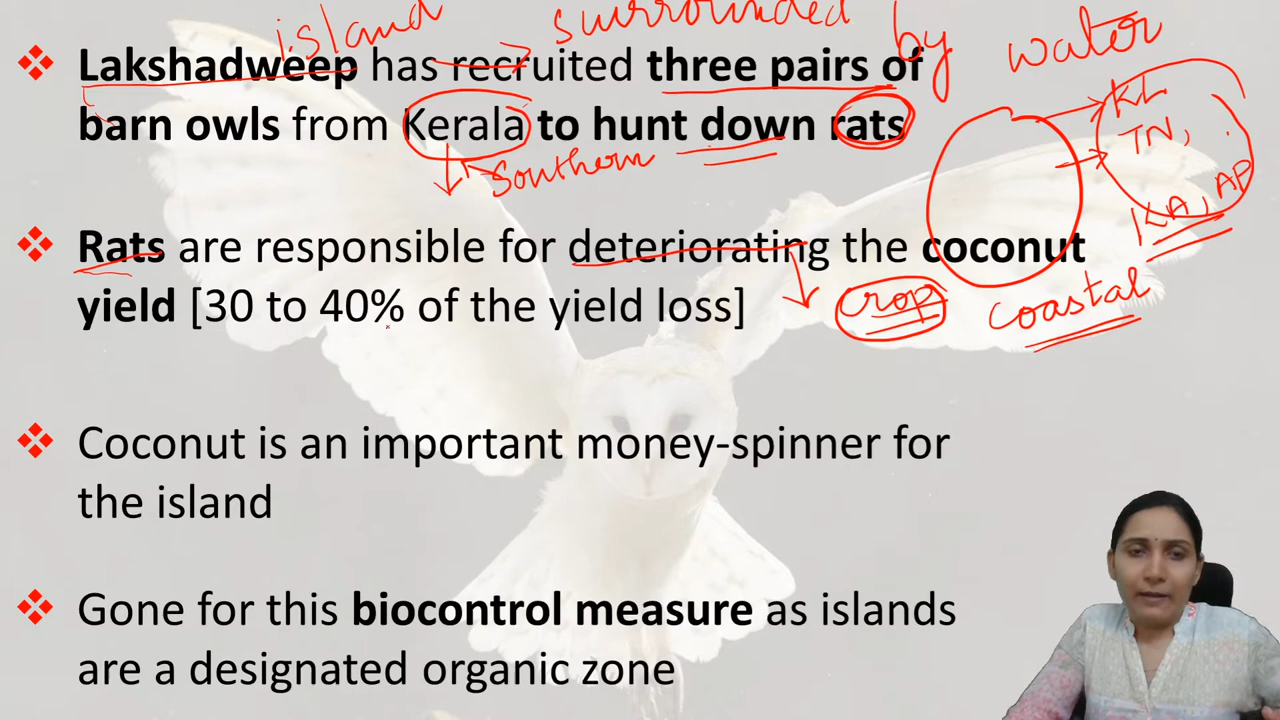 island → surrounded by water
❖ Lakshadweep has recruited three pairs of
barn owls from Kerala to hunt down rats
Southern
KL
TN,
KA, AP
❖ Rats are responsible for deteriorating the coconut
yield [30 to 40% of the yield loss]
crop
coastal
❖ Coconut is an important money-spinner for
the island
❖ Gone for this biocontrol measure as islands
are a designated organic zone